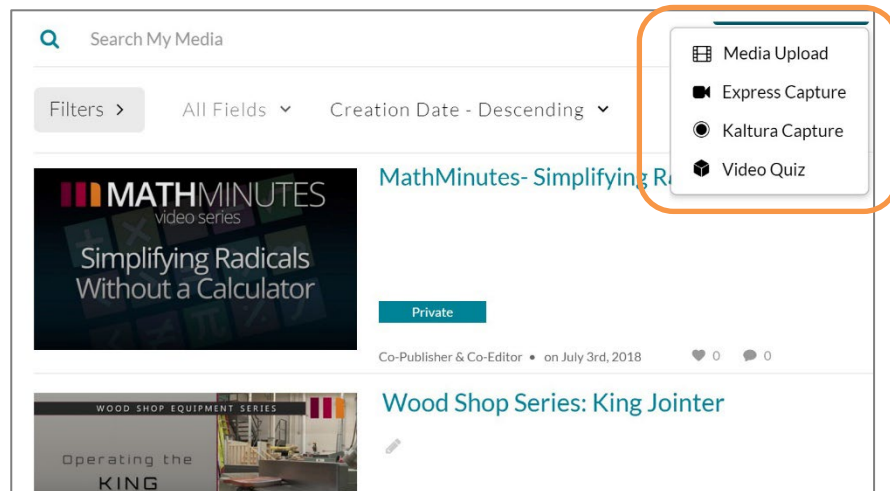 Search My Media
Media Upload
Express Capture
Kaltura Capture
Video Quiz
Filters
All Fields
Creation Date - Descending
MATHMINUTES
video series
Simplifying Radicals
Without a Calculator
MathMinutes- Simplifying Ra
Private
Co-Publisher & Co-Editor • on July 3rd, 2018 0 0
WOOD SHOP EQUIPMENT SERIES
Operating the
KING
Wood Shop Series: King Jointer